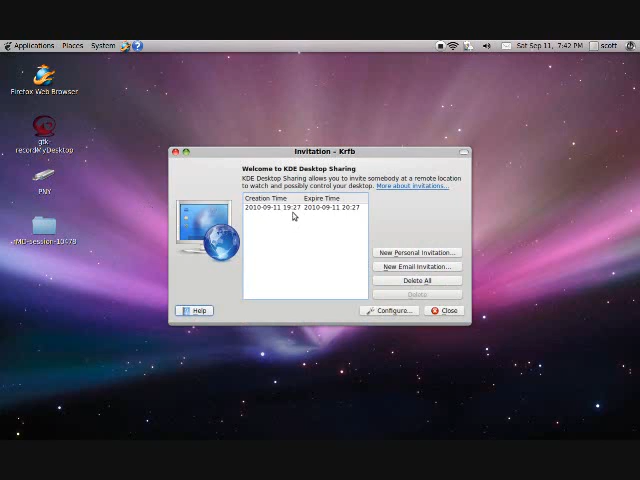 Applications Places System
Sat Sep 11, 7:42 PM scott
Firefox Web Browser
gtk-
recordMyDesktop
PNY
rMD-session-10479
Invitation – Krfb
Welcome to KDE Desktop Sharing
KDE Desktop Sharing allows you to invite somebody at a remote location
to watch and possibly control your desktop. More about invitations...
Creation Time Expire Time
2010-09-11 19:27 2010-09-11 20:27
New Personal Invitation...
New Email Invitation...
Delete All
Delete
Help
Configure...
Close